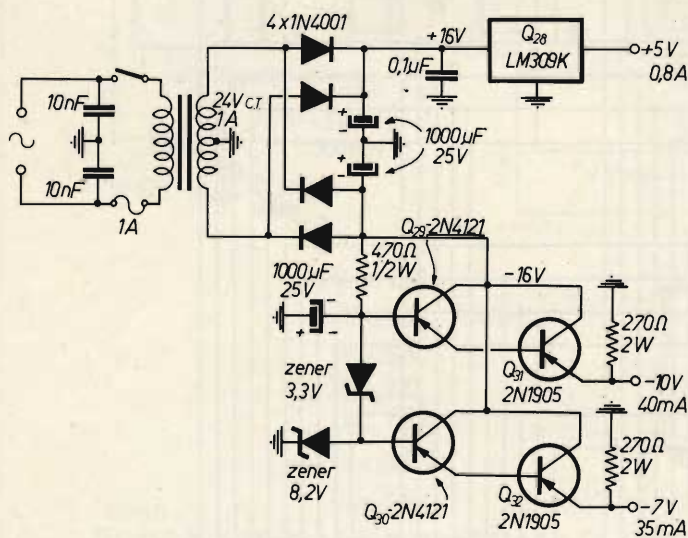 4x1N4001
+16V
Q28
LM309K
+5V
0,8A
0,1µF
10nF
24V C.T.
1A
+
-
1000µF
25V
+
-
10nF
1A
1000µF
25V
470Ω
1/2W
Q29-2N4121
-16V
-
+
-
270Ω
2W
zener
3,3V
Q31
2N1905
-10V
40mA
zener
8,2V
270Ω
2W
Q30-2N4121
Q32
2N1905
-7V
35mA